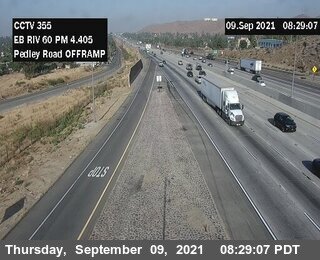 CCTV 355
EB RIV 60 PM 4.405
Pedley Road OFFRAMP
09.Sep 2021 08:29:07
STOP
Thursday, September 09, 2021 08:29:07 PDT